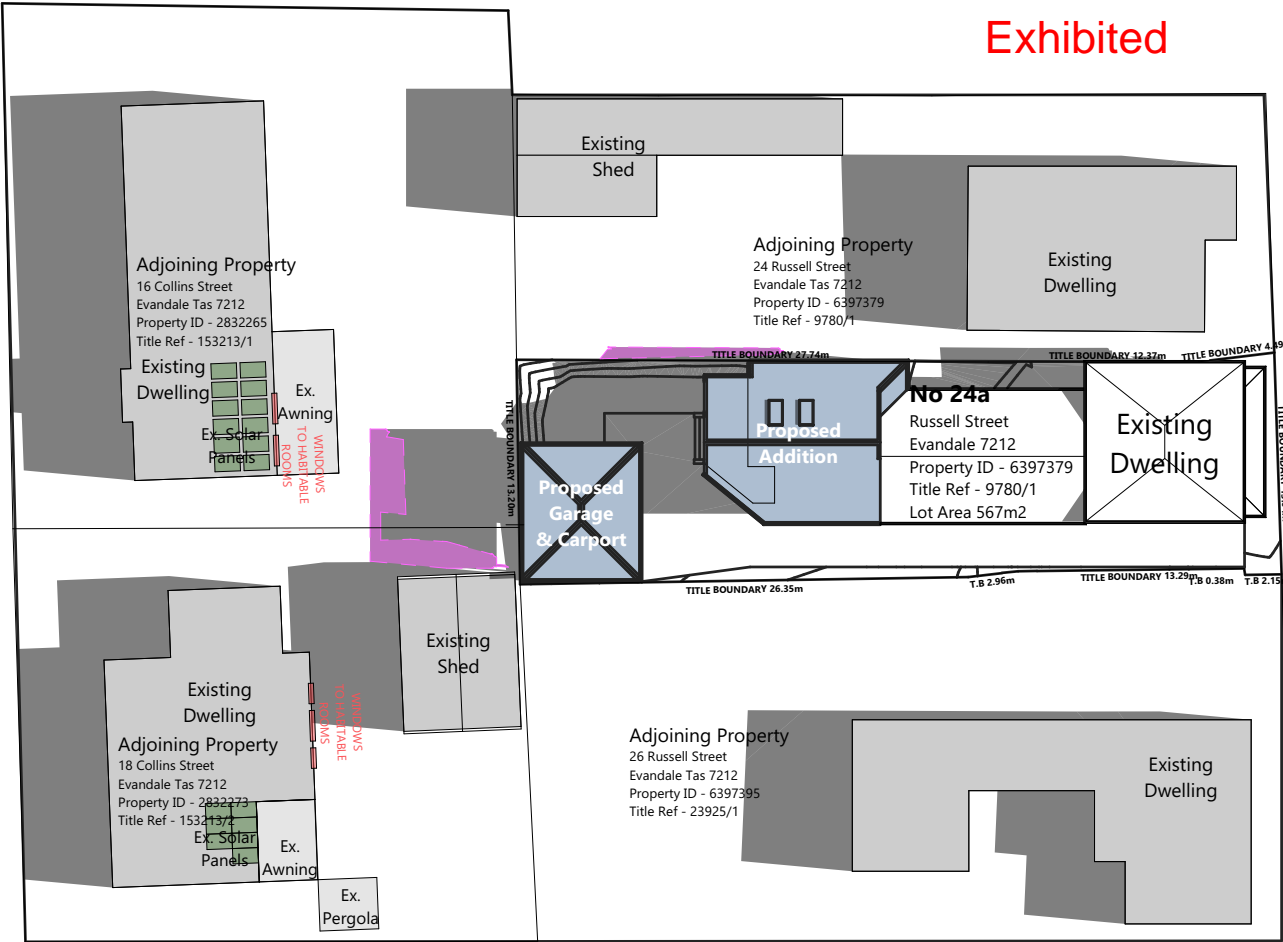 Exhibited
Existing
Shed
Adjoining Property
16 Collins Street
Evandale Tas 7212
Property ID - 2832265
Title Ref - 153213/1
Existing
Dwelling
Ex.
Awning
Ex. Solar
Panels
WINDOWS
TO HABITABLE
ROOMS
Adjoining Property
24 Russell Street
Evandale Tas 7212
Property ID - 6397379
Title Ref - 9780/1
Existing
Dwelling
TITLE BOUNDARY 27.74m
TITLE BOUNDARY 12.37m
TITLE BOUNDARY 4.49
TITLE BOUNDARY 13.20m
No 24a
Russell Street
Evandale 7212
Property ID - 6397379
Title Ref - 9780/1
Lot Area 567m2
Existing
Dwelling
Proposed
Addition
Proposed
Garage
& Carport
TITLE BOUNDARY 26.35m
T.B 2.96m
TITLE BOUNDARY 13.29m
T.B 0.38m
T.B 2.15
Existing
Shed
Existing
Dwelling
WINDOWS
TO HABITABLE
ROOMS
Adjoining Property
18 Collins Street
Evandale Tas 7212
Property ID - 2832273
Title Ref - 153213/2
Ex. Solar
Panels
Ex.
Awning
Ex.
Pergola
Adjoining Property
26 Russell Street
Evandale Tas 7212
Property ID - 6397395
Title Ref - 23925/1
Existing
Dwelling